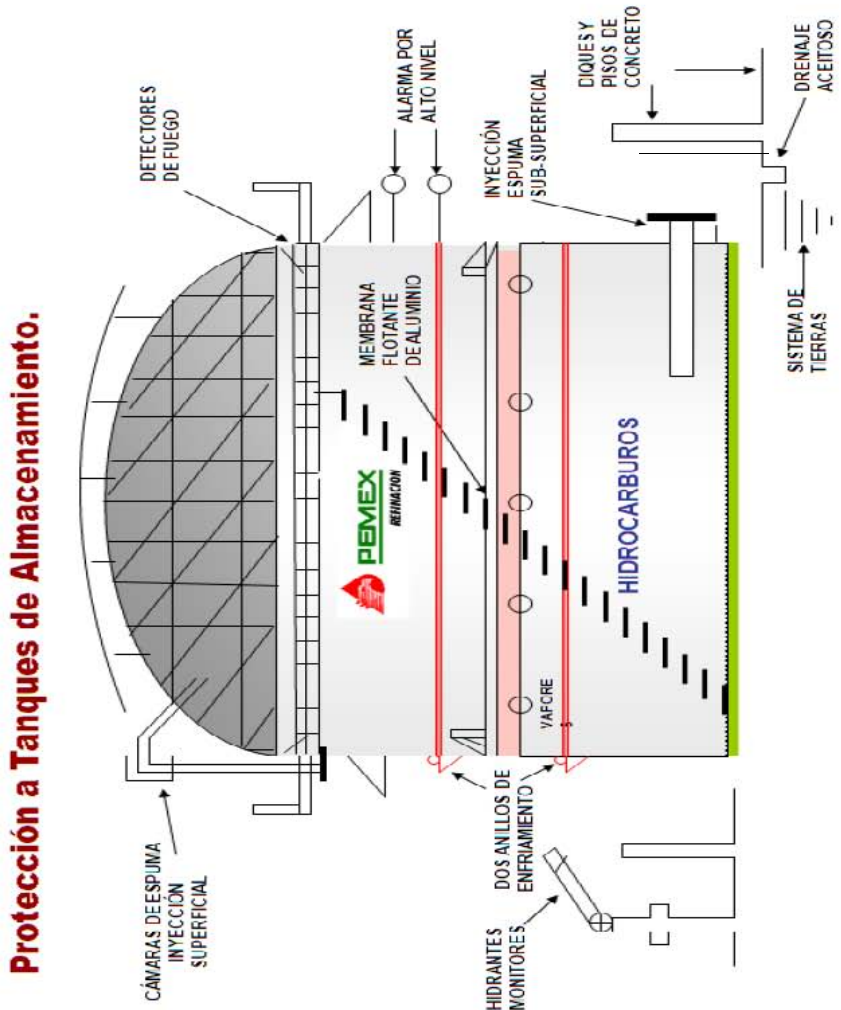 Protección a Tanques de Almacenamiento.
CÁMARAS DE ESPUMA
INYECCIÓN
SUPERFICIAL
DETECTORES
DE FUEGO
ALARMA POR
ALTO NIVEL
PEMEX
REFINACION
MEMBRANA
FLOTANTE
DE ALUMINIO
INYECCIÓN
ESPUMA
SUB-SUPERFICIAL
DIQUES Y
PISOS DE
CONCRETO
DOS ANILLOS DE
ENFRIAMIENTO
VAPORE
S
HIDROCARBUROS
HIDRANTES
MONITORES
SISTEMA DE
TIERRAS
DRENAJE
ACEITOSO